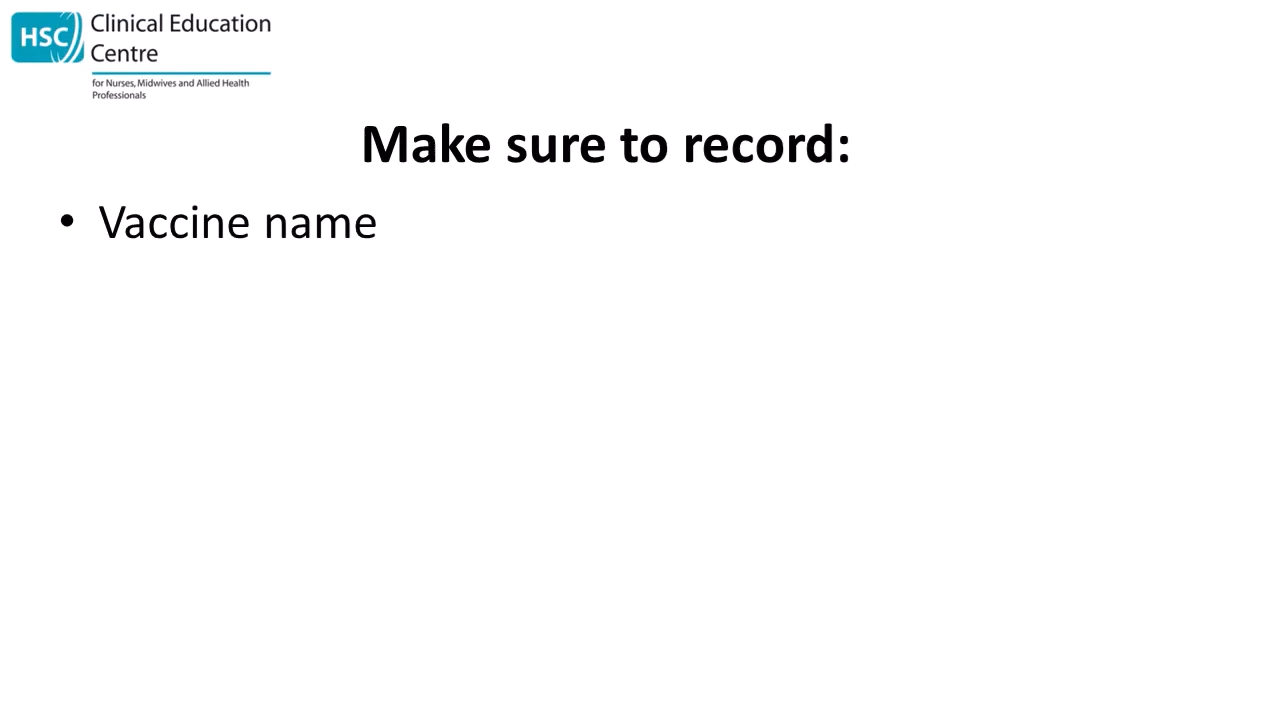 HSC
Clinical Education
Centre
for Nurses, Midwives and Allied Health
Professionals
Make sure to record:
• Vaccine name